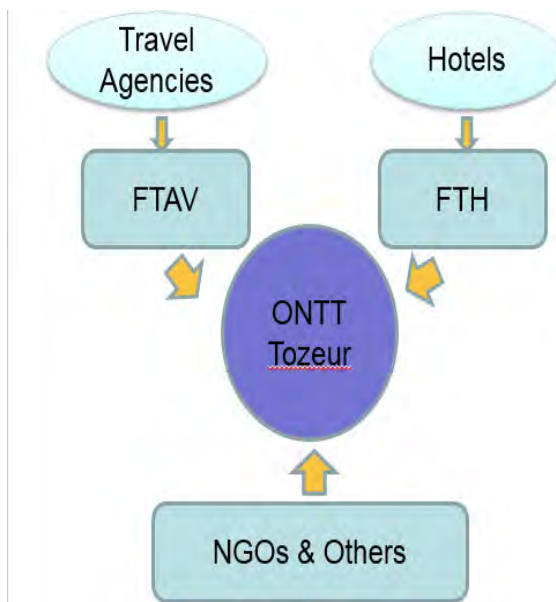 Travel
Agencies
Hotels
FTAV
FTH
ONTT
Tozeur
NGOs & Others